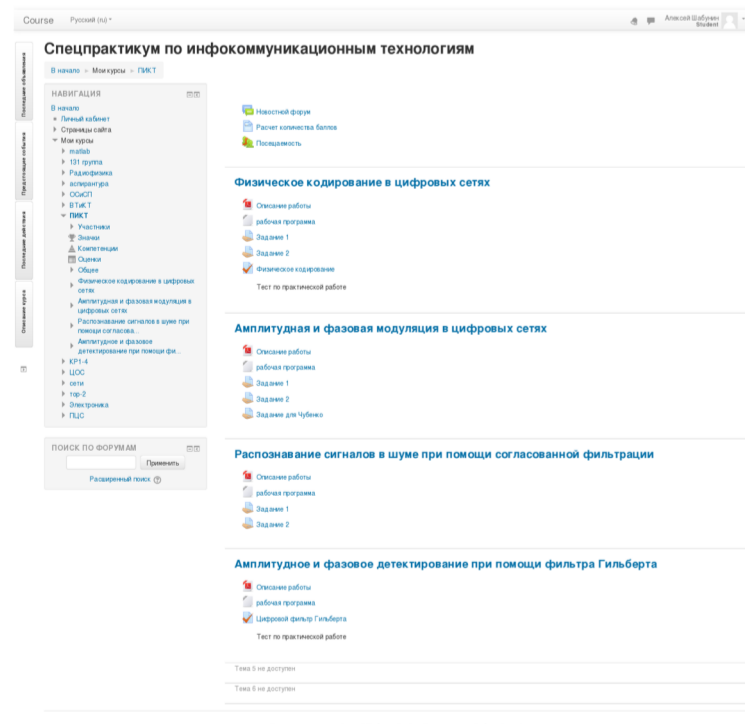 Course Русский (ru) Алексей Шабунин
Student
Спецпрактикум по инфокоммуникационным технологиям
В начало » Мои курсы » ПИКТ
Последние объявления
Предстоящие события
Последние действия
Описание курса
НАВИГАЦИЯ
В начало
Личный кабинет
Страницы сайта
Мои курсы
matlab
131 группа
Радиофизика
аспирантура
ОСиСП
ВТиКТ
ПИКТ
Участники
Значки
Компетенции
Оценки
Общее
Физическое кодирование в цифровых
сетях
Амплитудная и фазовая модуляция в
цифровых сетях
Распознавание сигналов в шуме при
помощи согласова...
Амплитудное и фазовое
детектирование при помощи фи...
КР1-4
ЦОС
сети
тор-2
Электроника
ПЦС
ПОИСК ПО ФОРУМАМ
Применить
Расширенный поиск
Новостной форум
Расчет количества баллов
Посещаемость
Физическое кодирование в цифровых сетях
Описание работы
рабочая программа
Задание 1
Задание 2
Физическое кодирование
Тест по практической работе
Амплитудная и фазовая модуляция в цифровых сетях
Описание работы
рабочая программа
Задание 1
Задание 2
Задание для Чубенко
Распознавание сигналов в шуме при помощи согласованной фильтрации
Описание работы
рабочая программа
Задание 1
Задание 2
Амплитудное и фазовое детектирование при помощи фильтра Гильберта
Описание работы
рабочая программа
Цифровой фильтр Гильберта
Тест по практической работе
Тема 5 не доступен
Тема 6 не доступен